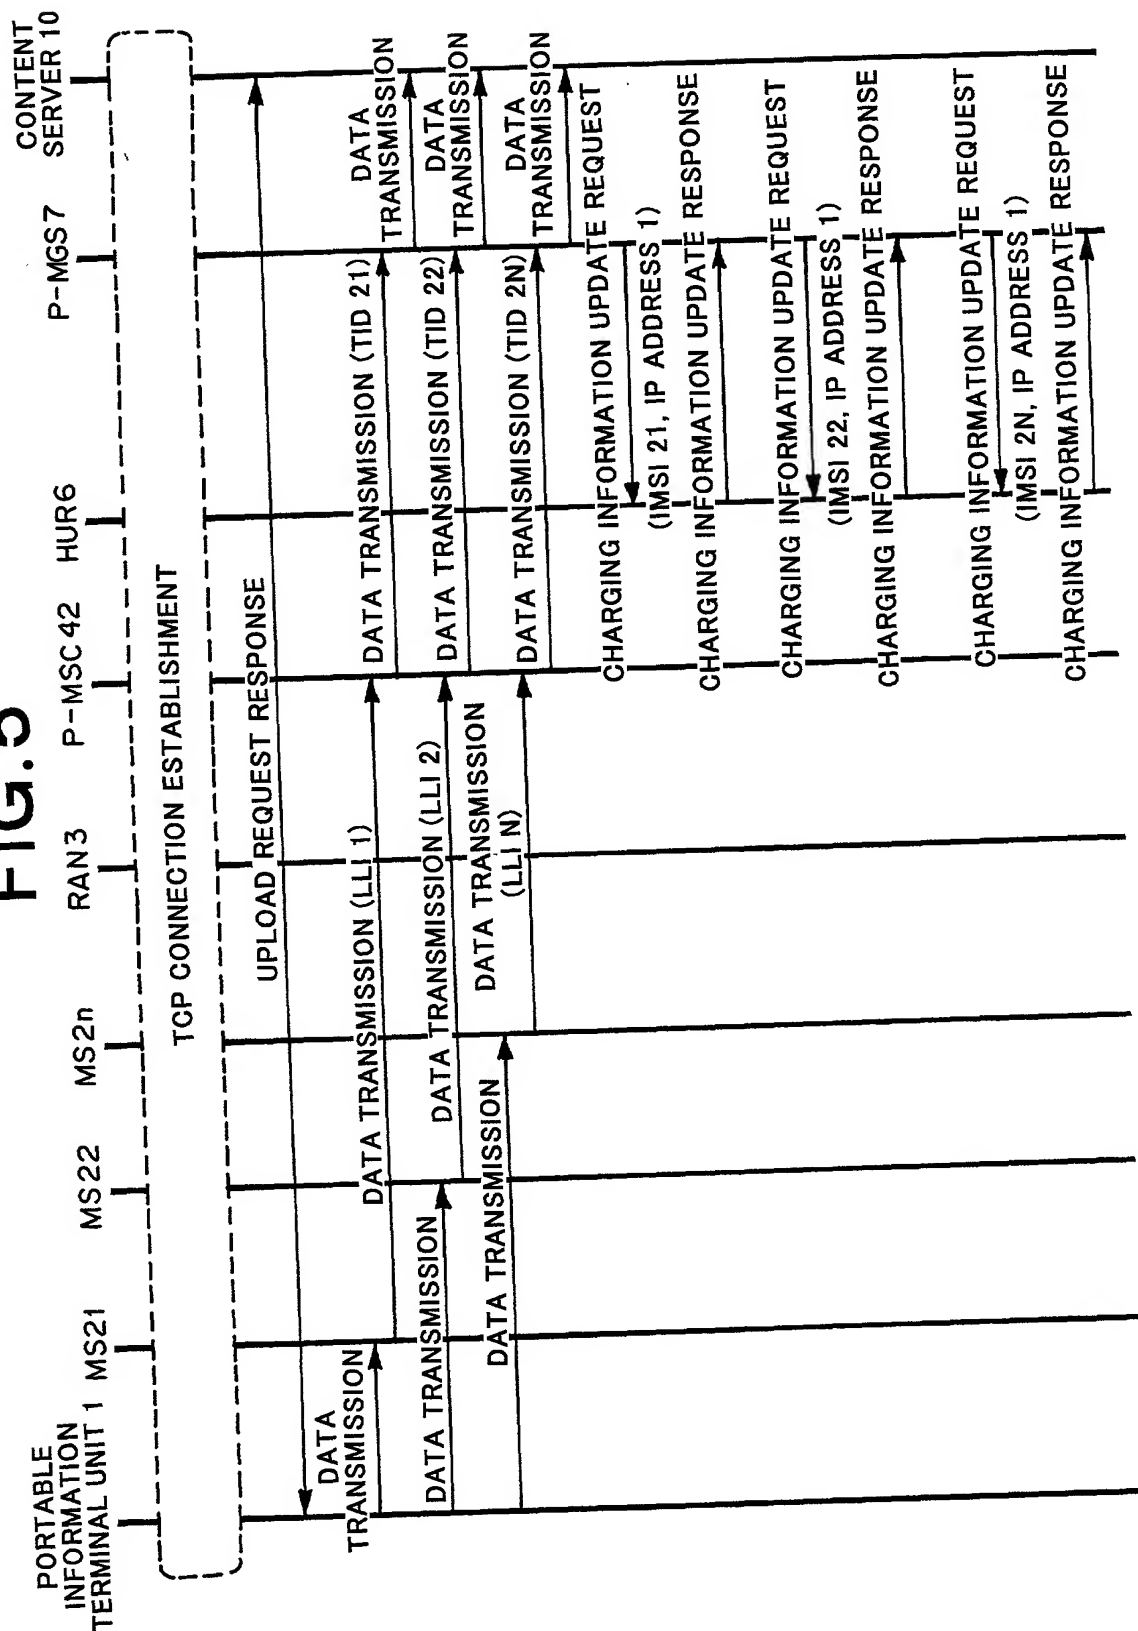 FIG.5
PORTABLE
INFORMATION
TERMINAL UNIT 1
MS21
MS22
MS2n
RAN3
P-MSC42
HUR6
P-MGS7
CONTENT
SERVER 10
TCP CONNECTION ESTABLISHMENT
UPLOAD REQUEST RESPONSE
DATA
TRANSMISSION
DATA TRANSMISSION (LLI 1)
DATA TRANSMISSION (TID 21)
DATA
TRANSMISSION
DATA TRANSMISSION
DATA TRANSMISSION (LLI 2)
DATA TRANSMISSION (TID 22)
DATA
TRANSMISSION
DATA TRANSMISSION
DATA TRANSMISSION
(LLI N)
DATA TRANSMISSION (TID 2N)
DATA
TRANSMISSION
CHARGING INFORMATION UPDATE REQUEST
(IMSI 21, IP ADDRESS 1)
CHARGING INFORMATION UPDATE RESPONSE
CHARGING INFORMATION UPDATE REQUEST
(IMSI 22, IP ADDRESS 1)
CHARGING INFORMATION UPDATE RESPONSE
CHARGING INFORMATION UPDATE REQUEST
(IMSI 2N, IP ADDRESS 1)
CHARGING INFORMATION UPDATE RESPONSE